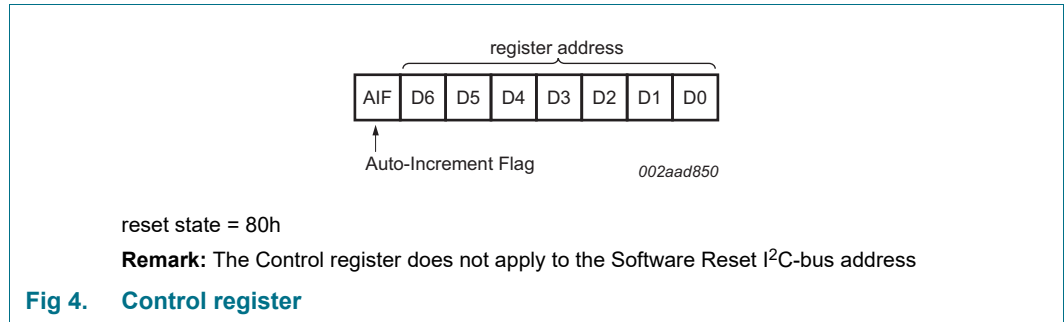 register address
AIF D6 D5 D4 D3 D2 D1 D0
Auto-Increment Flag
002aad850
reset state = 80h
Remark: The Control register does not apply to the Software Reset I²C-bus address
Fig 4. Control register